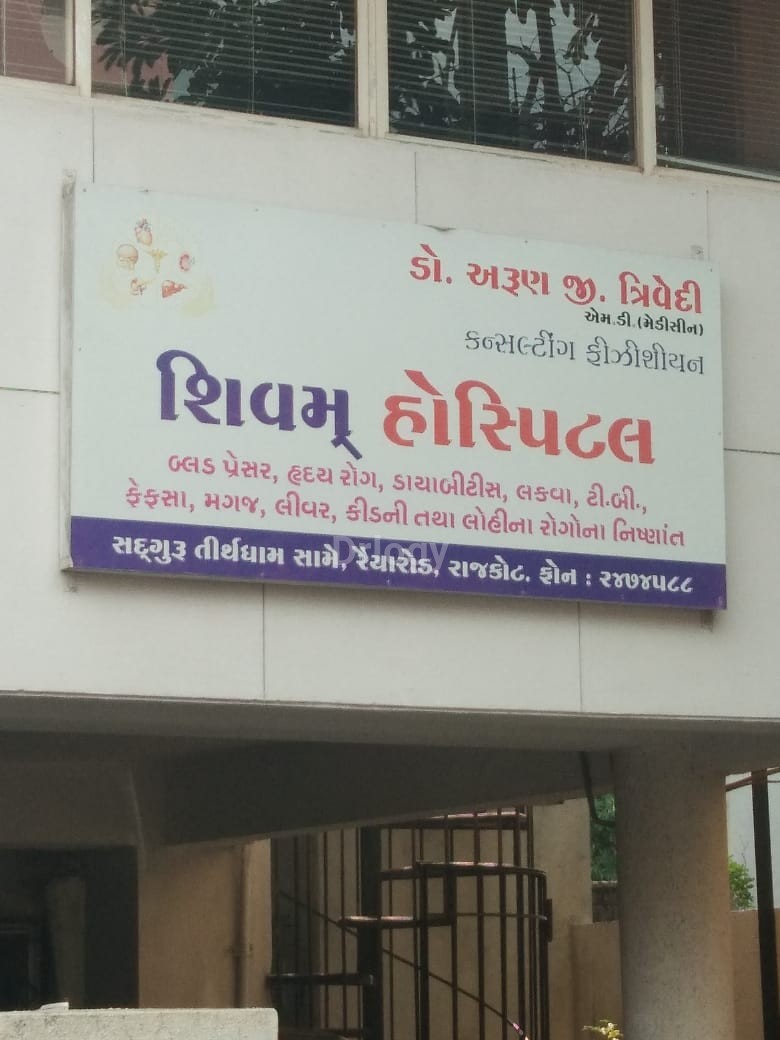 ડો. અરૂણ જી. ત્રિવેદી
એમ.ડી.(મેડીસીન)
કન્સલ્ટીંગ ફીઝીશીયન
શિવમ્ હોસ્પિટલ
બ્લડ પ્રેસર, હૃદય રોગ, ડાયાબીટીસ, લકવા, ટી.બી.,
ફેફસા, મગજ, લીવર, કીડની તથા લોહીના રોગોના નિષ્ણાંત
સદ્‌ગુરૂ તીર્થધામ સામે, રૈયારોડ, રાજકોટ. ફોન : ૨૪૭૪૫૮૮
Drlogy